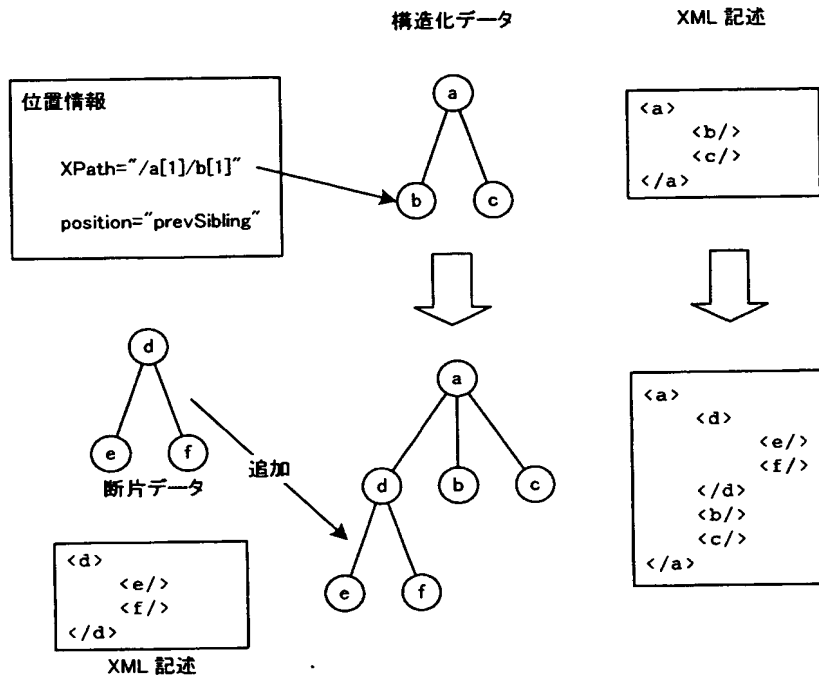 構造化データ
XML 記述
位置情報
XPath="/a[1]/b[1]"
position="prevSibling"
a
b
c
<a>
<b/>
<c/>
</a>
d
e
f
断片データ
追加
a
d
b
c
e
f
<a>
<d>
<e/>
<f/>
</d>
<b/>
<c/>
</a>
<d>
<e/>
<f/>
</d>
XML 記述